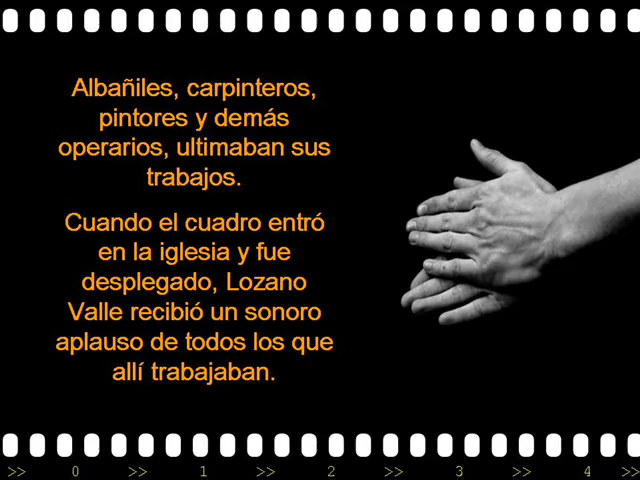 Albañiles, carpinteros,
pintores y demás
operarios, ultimaban sus
trabajos.
Cuando el cuadro entró
en la iglesia y fue
desplegado, Lozano
Valle recibió un sonoro
aplauso de todos los que
allí trabajaban.
>> 0 >> 1 >> 2 >> 3 >> 4 >>